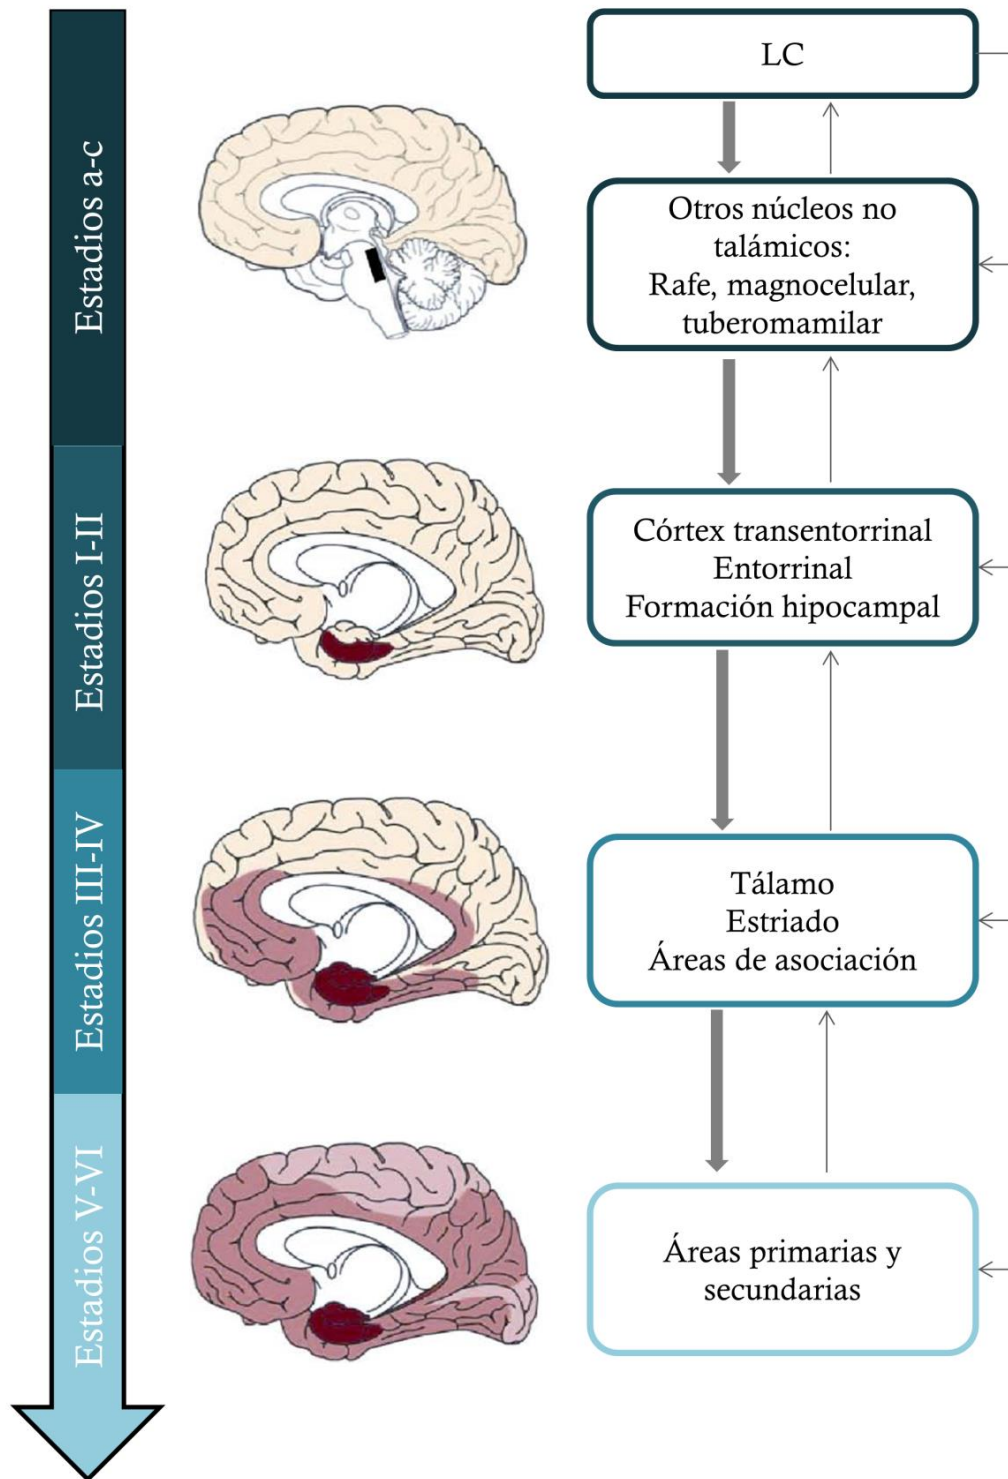 Estadios a-c
LC
Otros núcleos no
talámicos:
Rafe, magnocelular,
tuberomamilar
Estadios I-II
Córtex transentorrinal
Entorrinal
Formación hipocampal
Estadios III-IV
Tálamo
Estriado
Áreas de asociación
Estadios V-VI
Áreas primarias y
secundarias